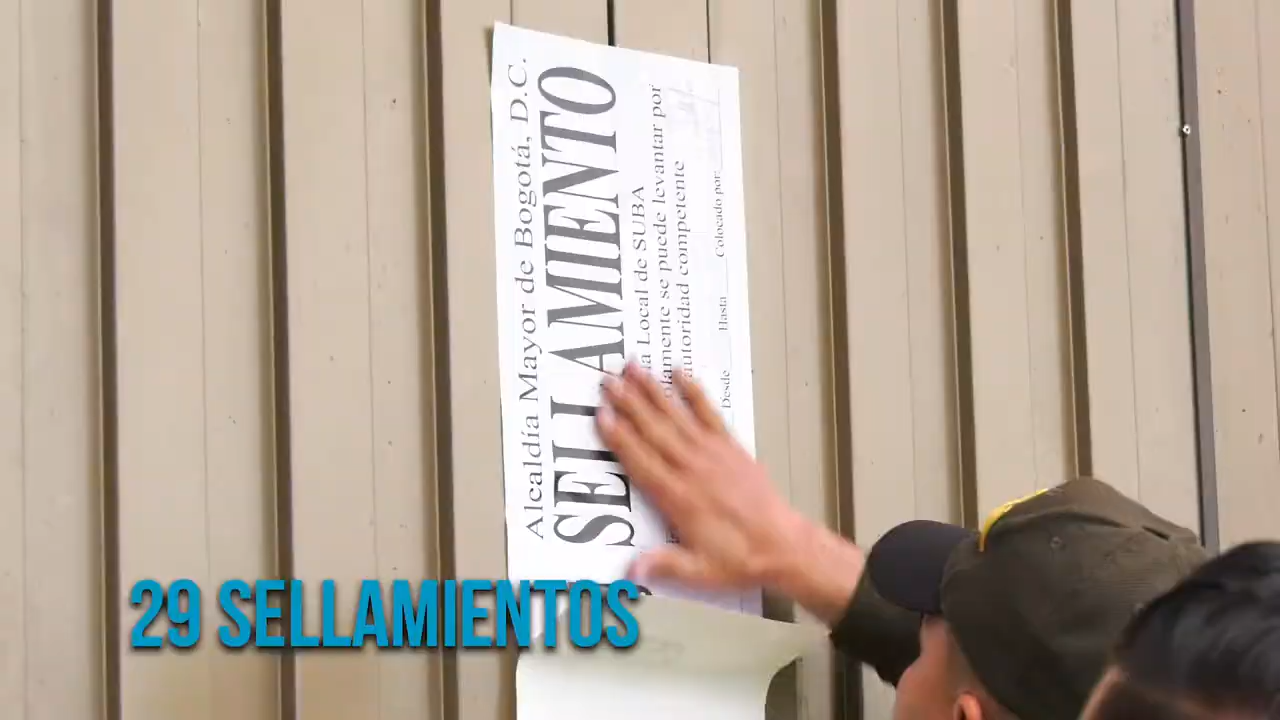 Alcaldía Mayor de Bogotá, D.C.
SELLAMIENTO
Local de SUBA
se puede levantar por
autoridad competente
Desde Hasta Colocado por:
29 SELLAMIENTOS